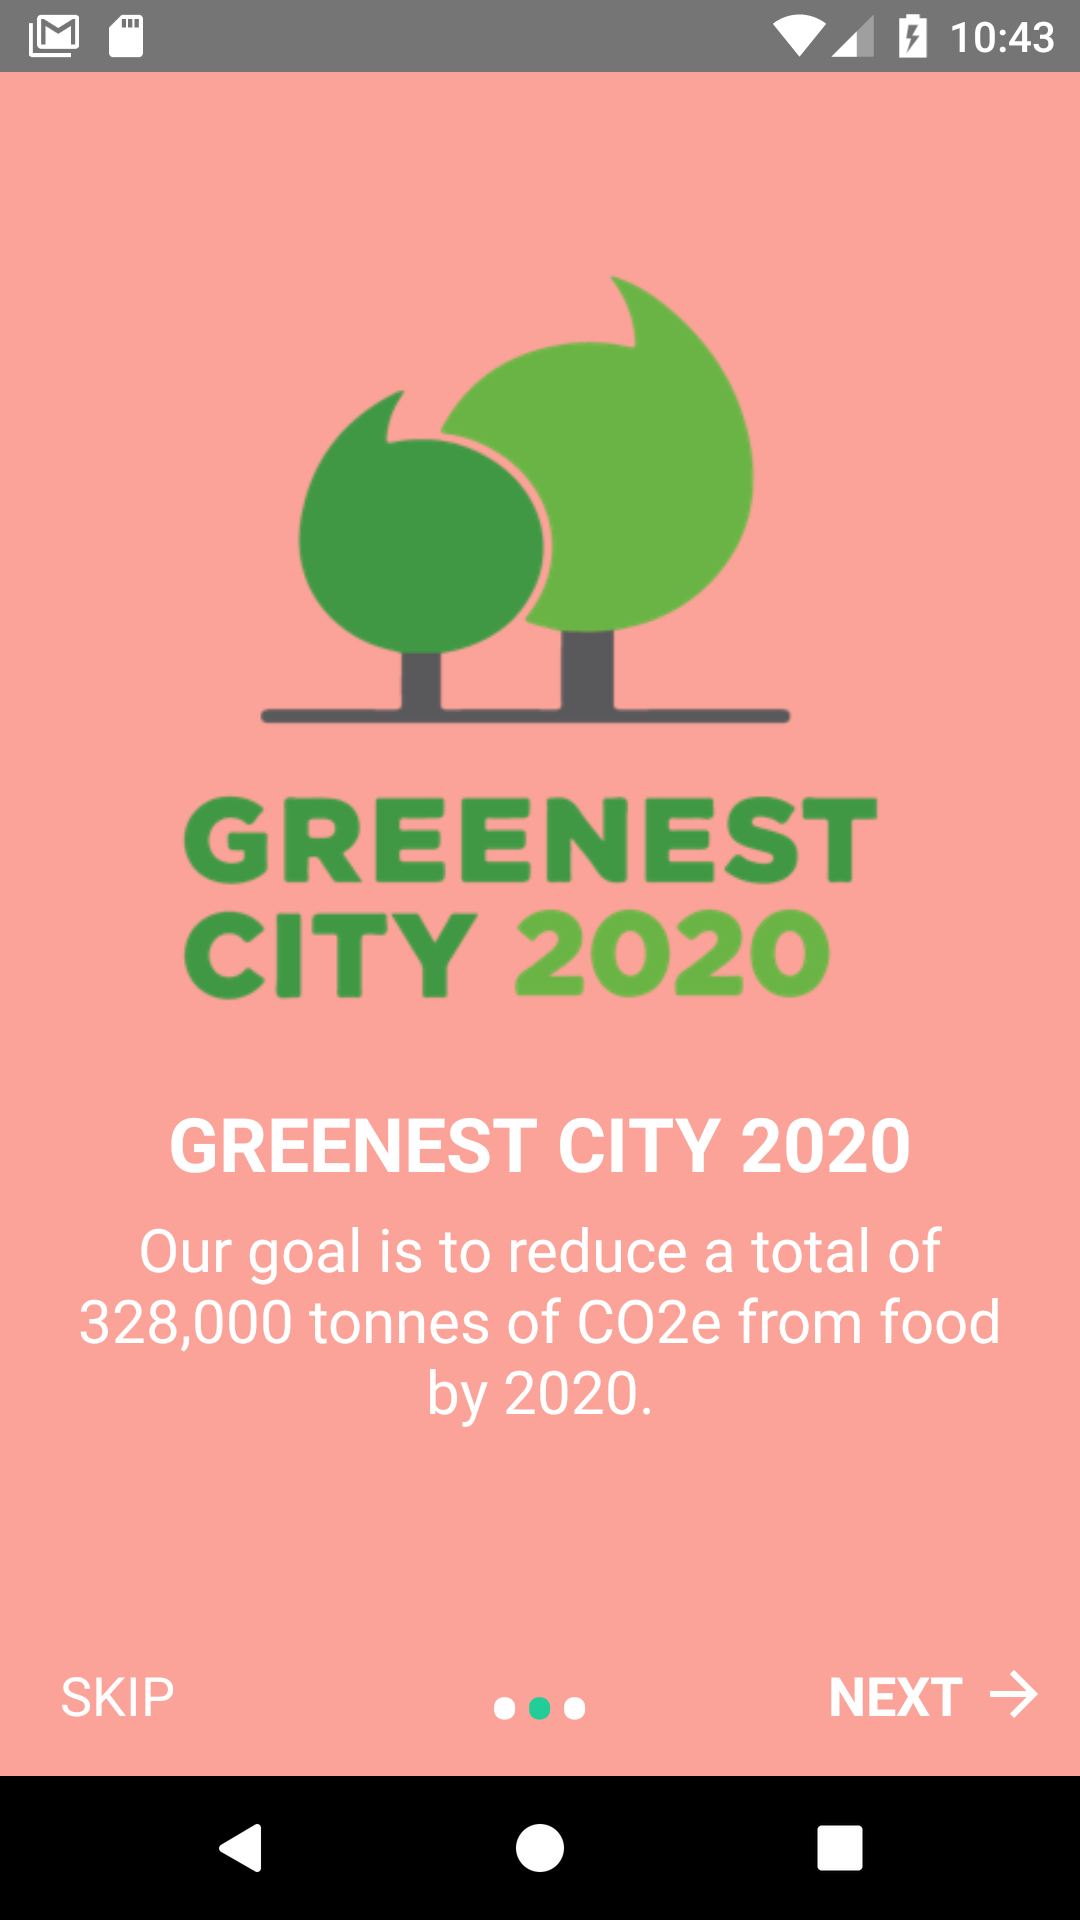 10:43
GREENEST
CITY 2020
GREENEST CITY 2020
Our goal is to reduce a total of
328,000 tonnes of CO2e from food
by 2020.
SKIP
NEXT